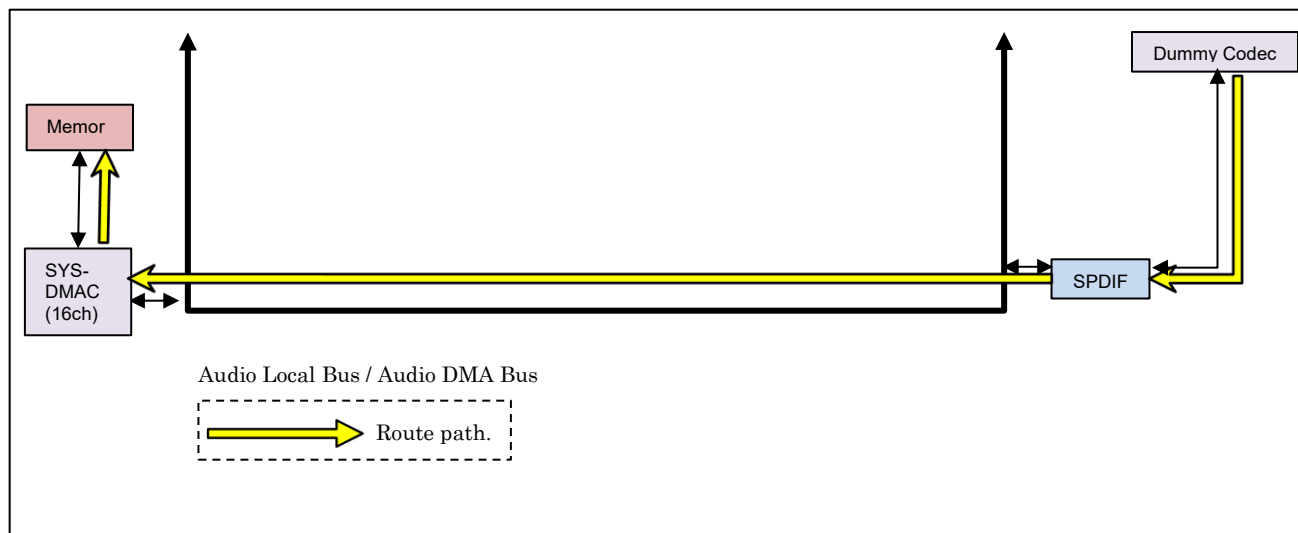 Dummy Codec
Memor
SYS-
DMAC
(16ch)
SPDIF
Audio Local Bus / Audio DMA Bus
Route path.